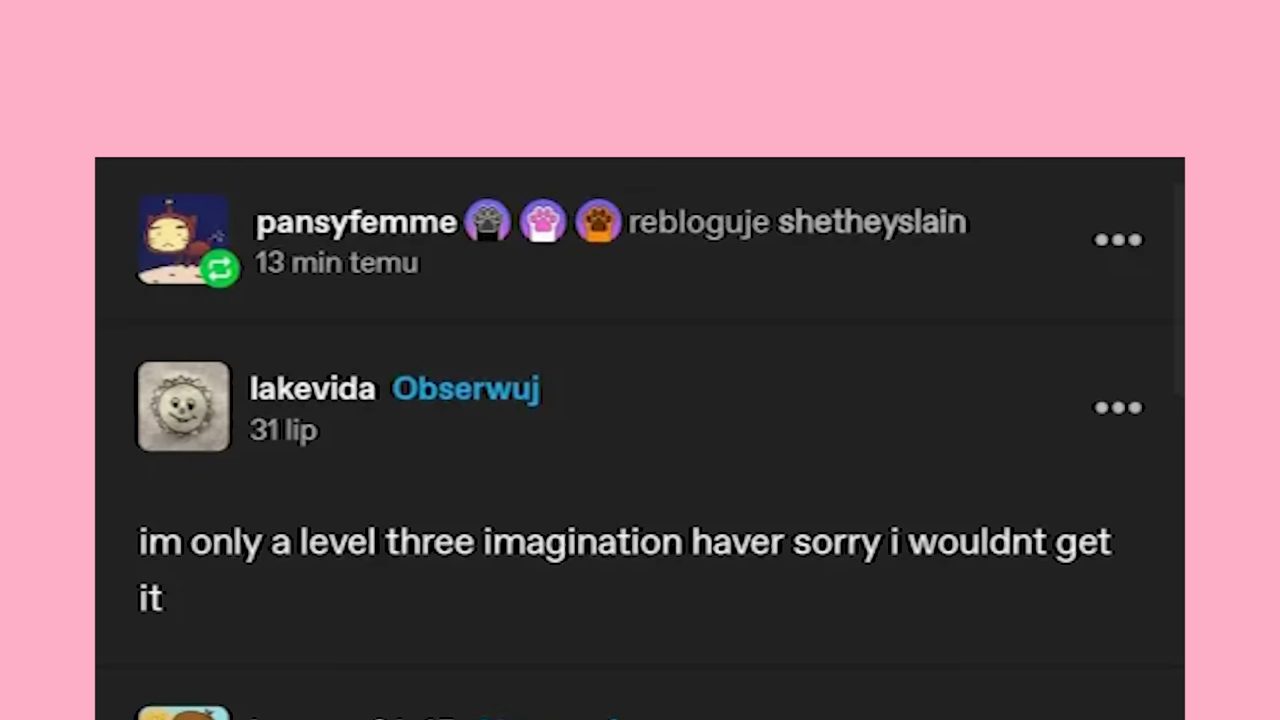 pansyfemme rebloguje shetheyslain
13 min temu
lakevida Obserwuj
31 lip
im only a level three imagination haver sorry i wouldnt get
it